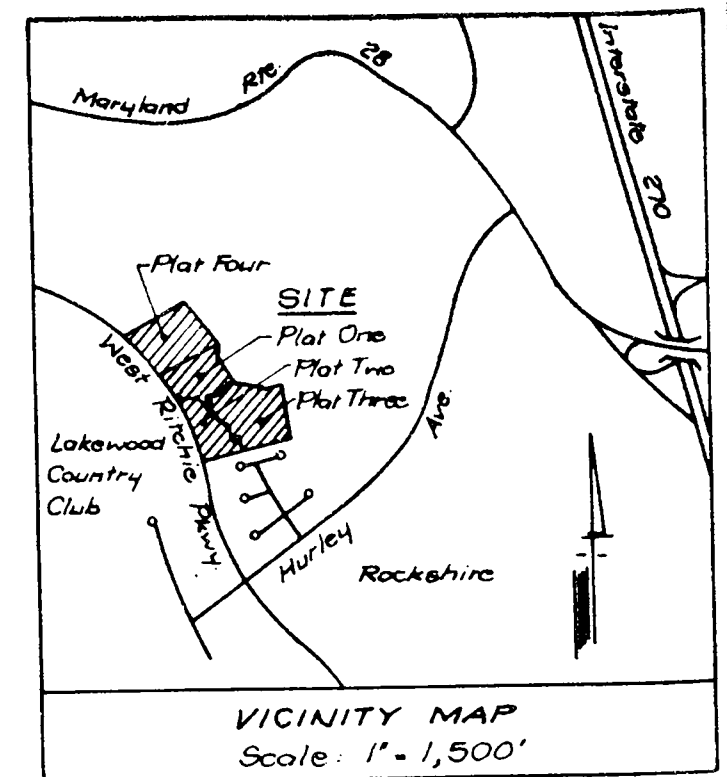 Maryland Rte. 28
Interstate 270
Plat Four
SITE
Plat One
Plat Two
Plat Three
West Ritchie Pkwy.
Lakewood
Country
Club
Hurley Ave.
Rockshire
VICINITY MAP
Scale: 1" = 1,500'